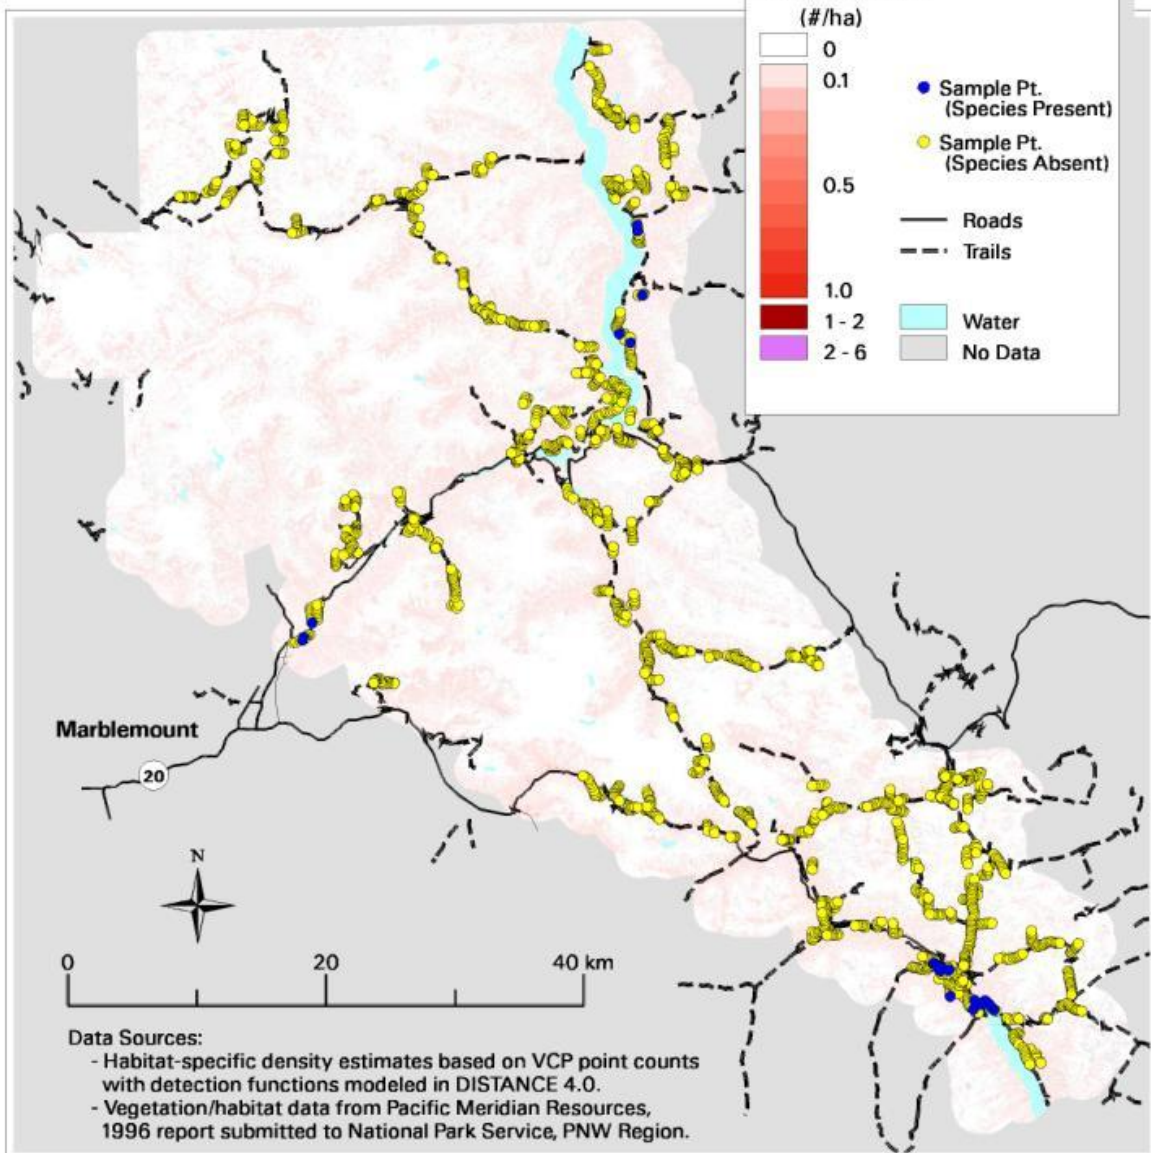 (#/ha)
0
0.1
0.5
1.0
1 - 2
2 - 6
Sample Pt.
(Species Present)
Sample Pt.
(Species Absent)
Roads
Trails
Water
No Data
Marblemount
20
N
0 20 40 km
Data Sources:
- Habitat-specific density estimates based on VCP point counts
with detection functions modeled in DISTANCE 4.0.
- Vegetation/habitat data from Pacific Meridian Resources,
1996 report submitted to National Park Service, PNW Region.